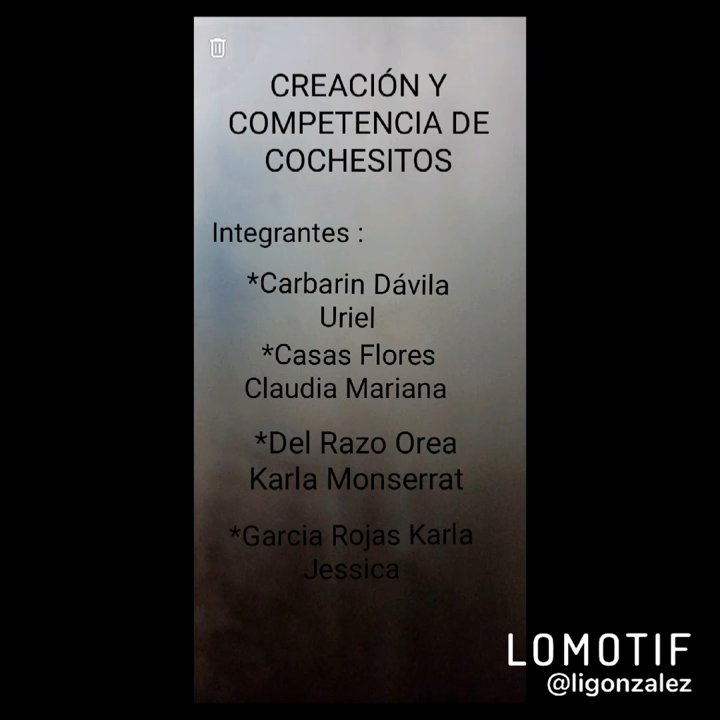 CREACIÓN Y
COMPETENCIA DE
COCHESITOS
Integrantes :
*Carbarin Dávila
Uriel
*Casas Flores
Claudia Mariana
*Del Razo Orea
Karla Monserrat
*Garcia Rojas Karla
Jessica
LOMOTIF
@ligonzalez